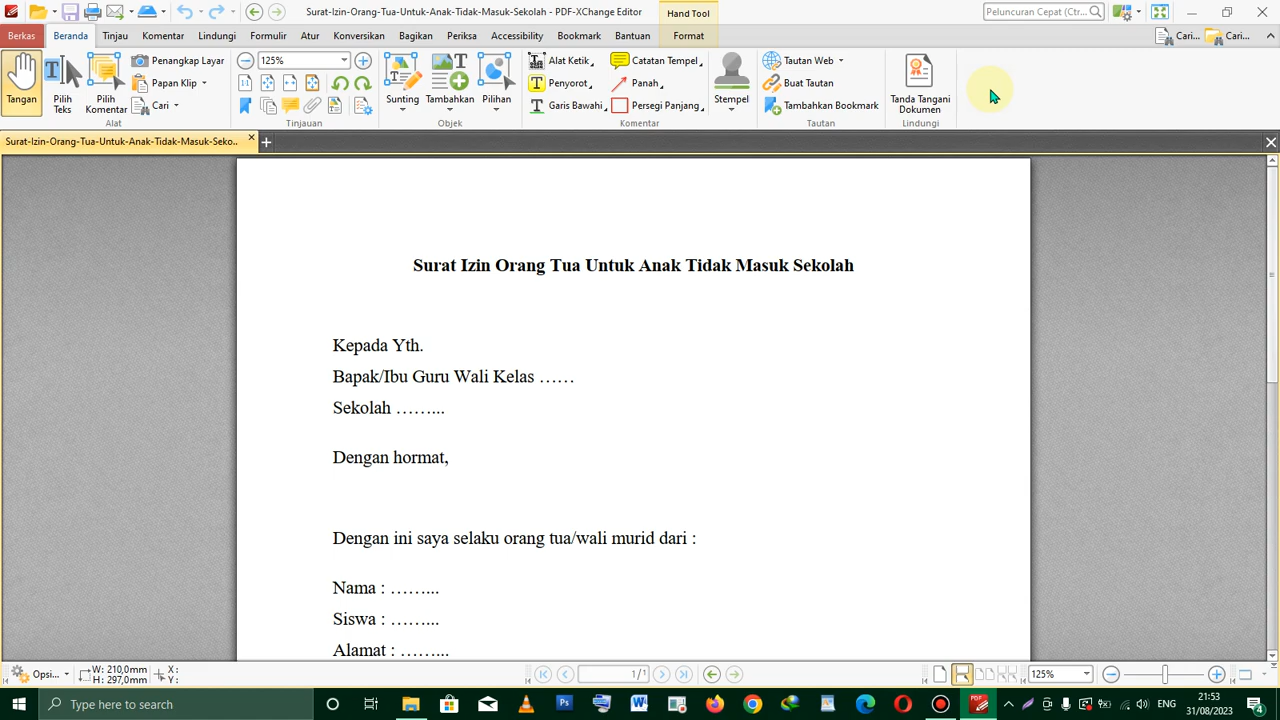 Surat-Izin-Orang-Tua-Untuk-Anak-Tidak-Masuk-Sekolah - PDF-XChange Editor
Hand Tool
Peluncuran Cepat (Ctr...
Berkas Beranda Tinjau Komentar Lindungi Formulir Atur Konversikan Bagikan Periksa Accessibility Bookmark Bantuan Format Cari... Cari...
Tangan
Pilih Teks
Pilih Komentar
Penangkap Layar
Papan Klip
Cari
Alat
125%
Tinjauan
Sunting
Tambahkan
Pilihan
Objek
Alat Ketik
Penyorot
Garis Bawahi
Catatan Tempel
Panah
Persegi Panjang
Stempel
Komentar
Tautan Web
Buat Tautan
Tambahkan Bookmark
Tautan
Tanda Tangani Dokumen
Lindungi
Surat-Izin-Orang-Tua-Untuk-Anak-Tidak-Masuk-Seko..
Surat Izin Orang Tua Untuk Anak Tidak Masuk Sekolah
Kepada Yth.
Bapak/Ibu Guru Wali Kelas ……
Sekolah ……...
Dengan hormat,
Dengan ini saya selaku orang tua/wali murid dari :
Nama : ……...
Siswa : ……...
Alamat : ……...
Opsi...
W: 210,0mm
H: 297,0mm
X:
Y:
1/1
125%
Type here to search
ENG
21:53
31/08/2023